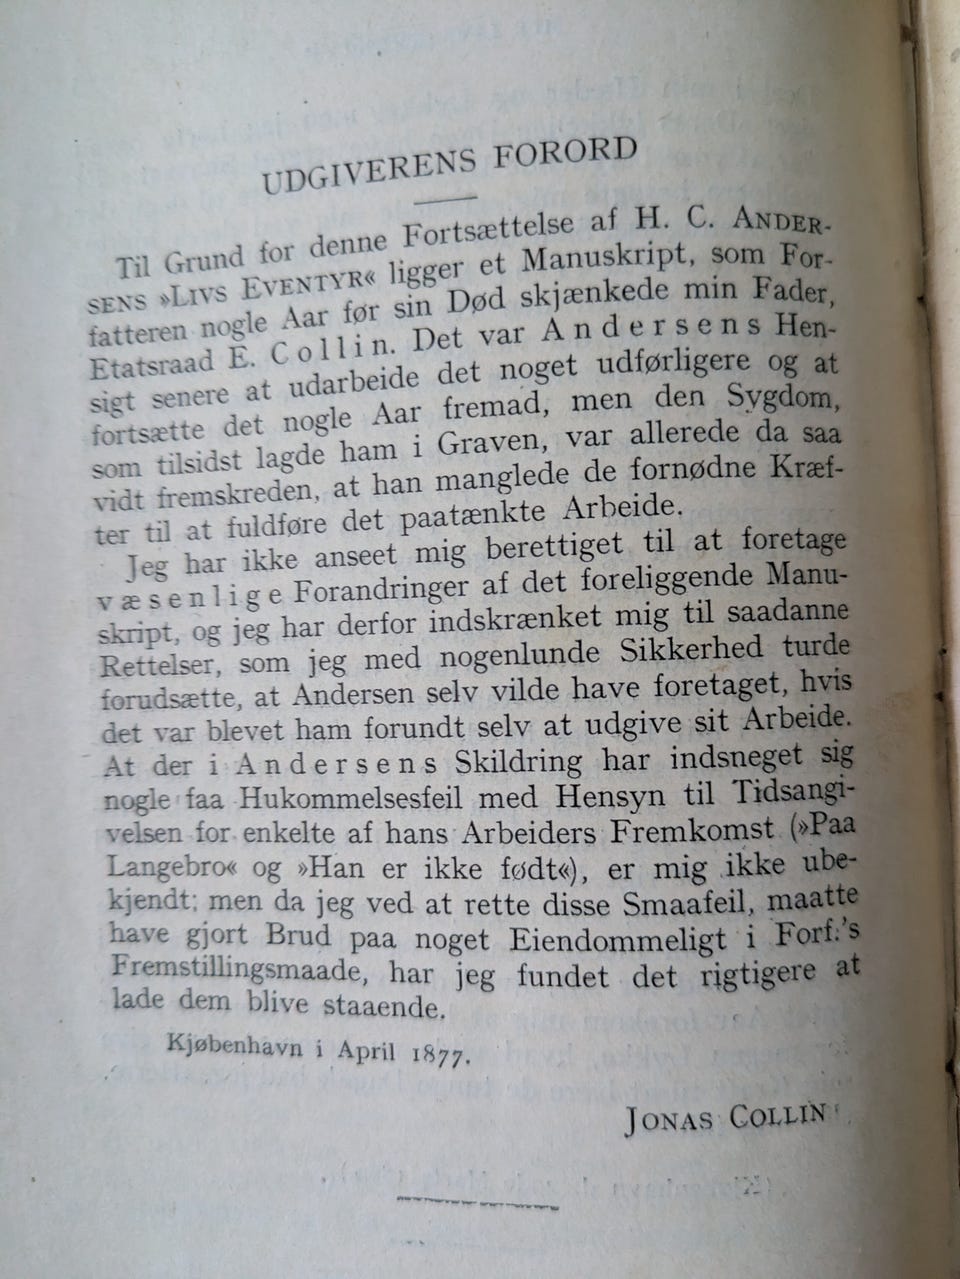 UDGIVERENS FORORD
Til Grund for denne Fortsættelse af H. C. ANDER-
SENS »LIVS EVENTYR« ligger et Manuskript, som For-
fatteren nogle Aar før sin Død skjænkede min Fader,
Etatsraad E. Collin. Det var Andersens Hen-
sigt senere at udarbeide det noget udførligere og at
fortsætte det nogle Aar fremad, men den Sygdom,
som tilsidst lagde ham i Graven, var allerede da saa
vidt fremskreden, at han manglede de fornødne Kræf-
ter til at fuldføre det paatænkte Arbeide.
Jeg har ikke anseet mig berettiget til at foretage
væsenlige Forandringer af det foreliggende Manu-
skript, og jeg har derfor indskrænket mig til saadanne
Rettelser, som jeg med nogenlunde Sikkerhed turde
forudsætte, at Andersen selv vilde have foretaget, hvis
det var blevet ham forundt selv at udgive sit Arbeide.
At der i Andersens Skildring har indsneget sig
nogle faa Hukommelsesfeil med Hensyn til Tidsangi-
velsen for enkelte af hans Arbeiders Fremkomst (»Paa
Langebro« og »Han er ikke født«), er mig ikke ube-
kjendt; men da jeg ved at rette disse Smaafeil, maatte
have gjort Brud paa noget Eiendommeligt i Forf.'s
Fremstillingsmaade, har jeg fundet det rigtigere at
lade dem blive staaende.
Kjøbenhavn i April 1877.
JONAS COLLIN